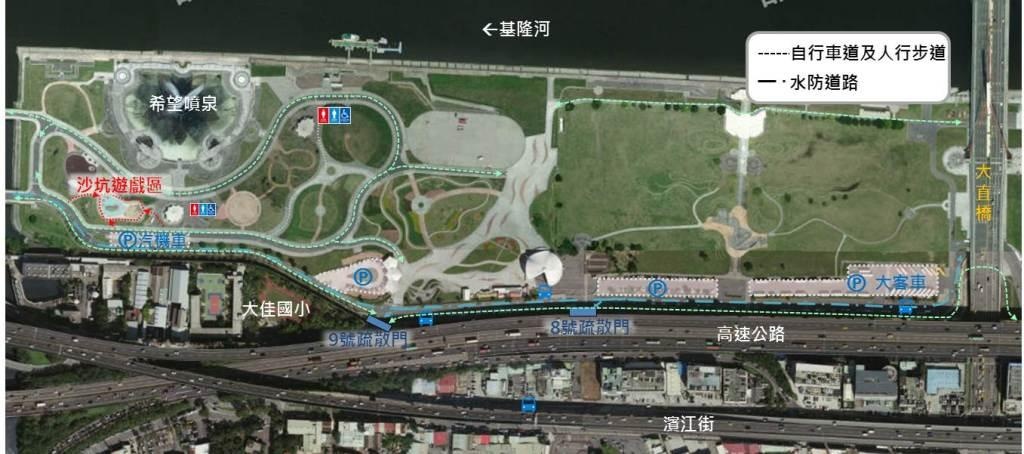 ←基隆河
-----自行車道及人行步道
水防道路
希望噴泉
沙坑遊戲區
大直橋
P汽機車
P
P
P 大客車
大佳國小
9號疏散門
8號疏散門
高速公路
濱江街